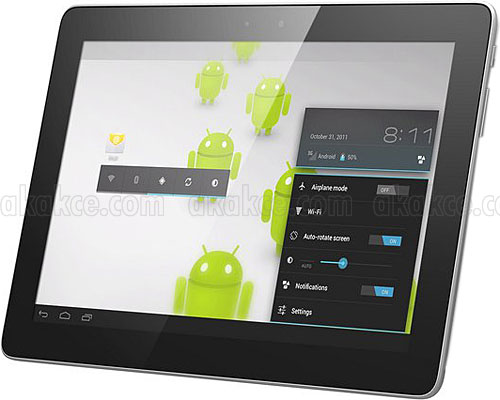 October 31, 2011
8:11
Android 50%
Airplane mode OFF
Wi-Fi
Auto-rotate screen ON
AUTO
Notifications ON
Settings
akakce.com akakce.com akakce.com